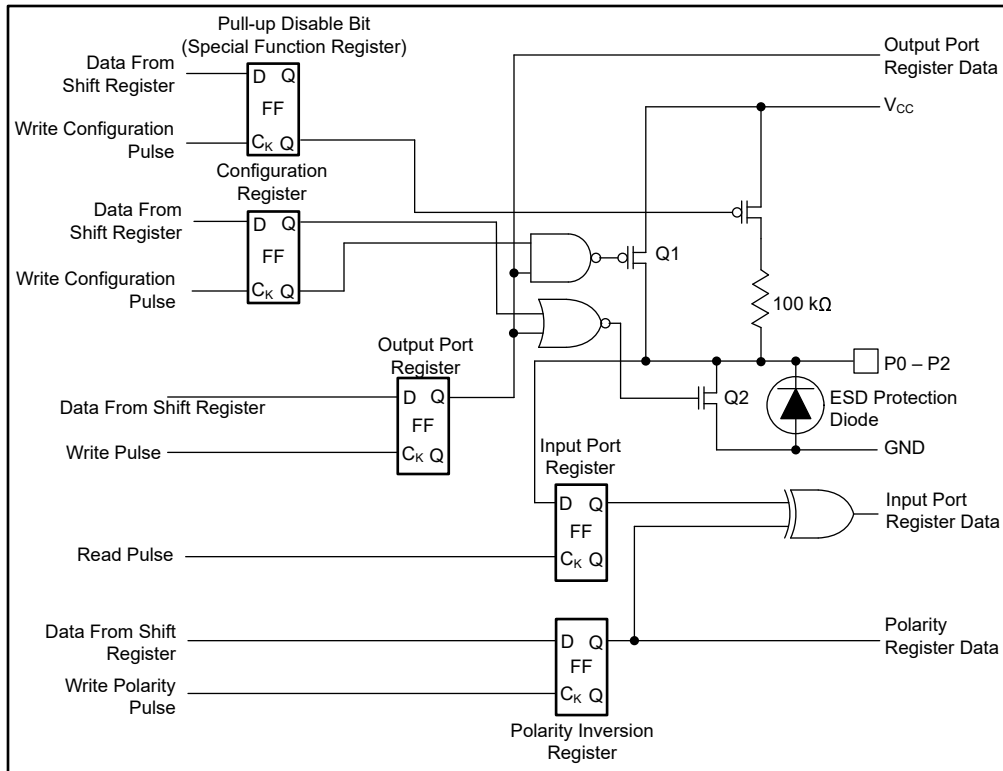 Pull-up Disable Bit
(Special Function Register)
Data From
Shift Register
D Q
FF
Write Configuration
Pulse
CK Q
Output Port
Register Data
VCC
Configuration
Register
Data From
Shift Register
D Q
FF
Write Configuration
Pulse
CK Q
Q1
100 kΩ
Output Port
Register
Data From Shift Register
D Q
FF
Write Pulse
CK Q
P0 – P2
Q2
ESD Protection
Diode
GND
Input Port
Register
D Q
FF
Read Pulse
CK Q
Input Port
Register Data
Data From Shift
Register
D Q
FF
Write Polarity
Pulse
CK Q
Polarity
Register Data
Polarity Inversion
Register